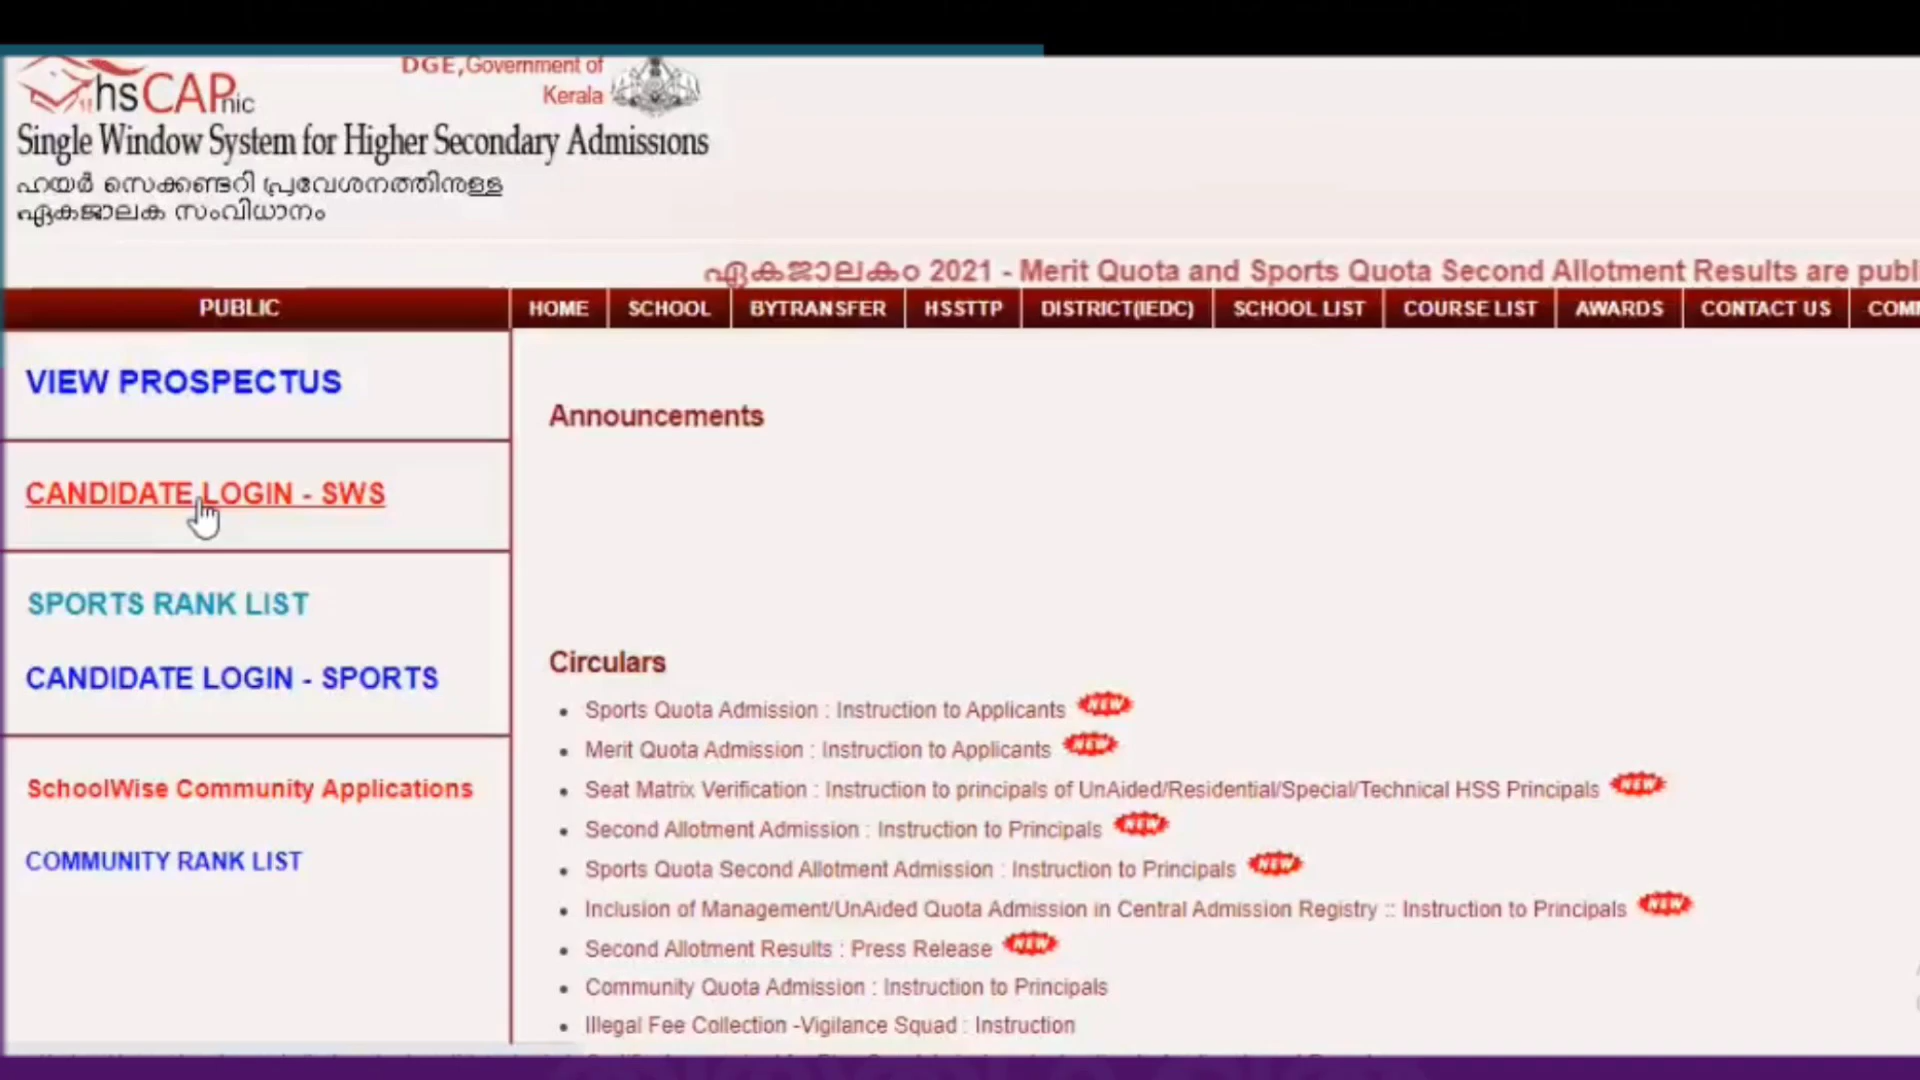 hsCAPnic
DGE,Government of
Kerala
Single Window System for Higher Secondary Admissions
ഹയർ സെക്കണ്ടറി പ്രവേശനത്തിനുള്ള
ഏകജാലക സംവിധാനം
ഏകജാലകം 2021 - Merit Quota and Sports Quota Second Allotment Results are publ
PUBLIC
HOME SCHOOL BYTRANSFER HSSTTP DISTRICT(IEDC) SCHOOL LIST COURSE LIST AWARDS CONTACT US COM
VIEW PROSPECTUS
CANDIDATE LOGIN - SWS
SPORTS RANK LIST
CANDIDATE LOGIN - SPORTS
SchoolWise Community Applications
COMMUNITY RANK LIST
Announcements
Circulars
Sports Quota Admission : Instruction to Applicants NEW
Merit Quota Admission : Instruction to Applicants NEW
Seat Matrix Verification : Instruction to principals of UnAided/Residential/Special/Technical HSS Principals NEW
Second Allotment Admission : Instruction to Principals NEW
Sports Quota Second Allotment Admission : Instruction to Principals NEW
Inclusion of Management/UnAided Quota Admission in Central Admission Registry :: Instruction to Principals NEW
Second Allotment Results : Press Release NEW
Community Quota Admission : Instruction to Principals
Illegal Fee Collection -Vigilance Squad : Instruction